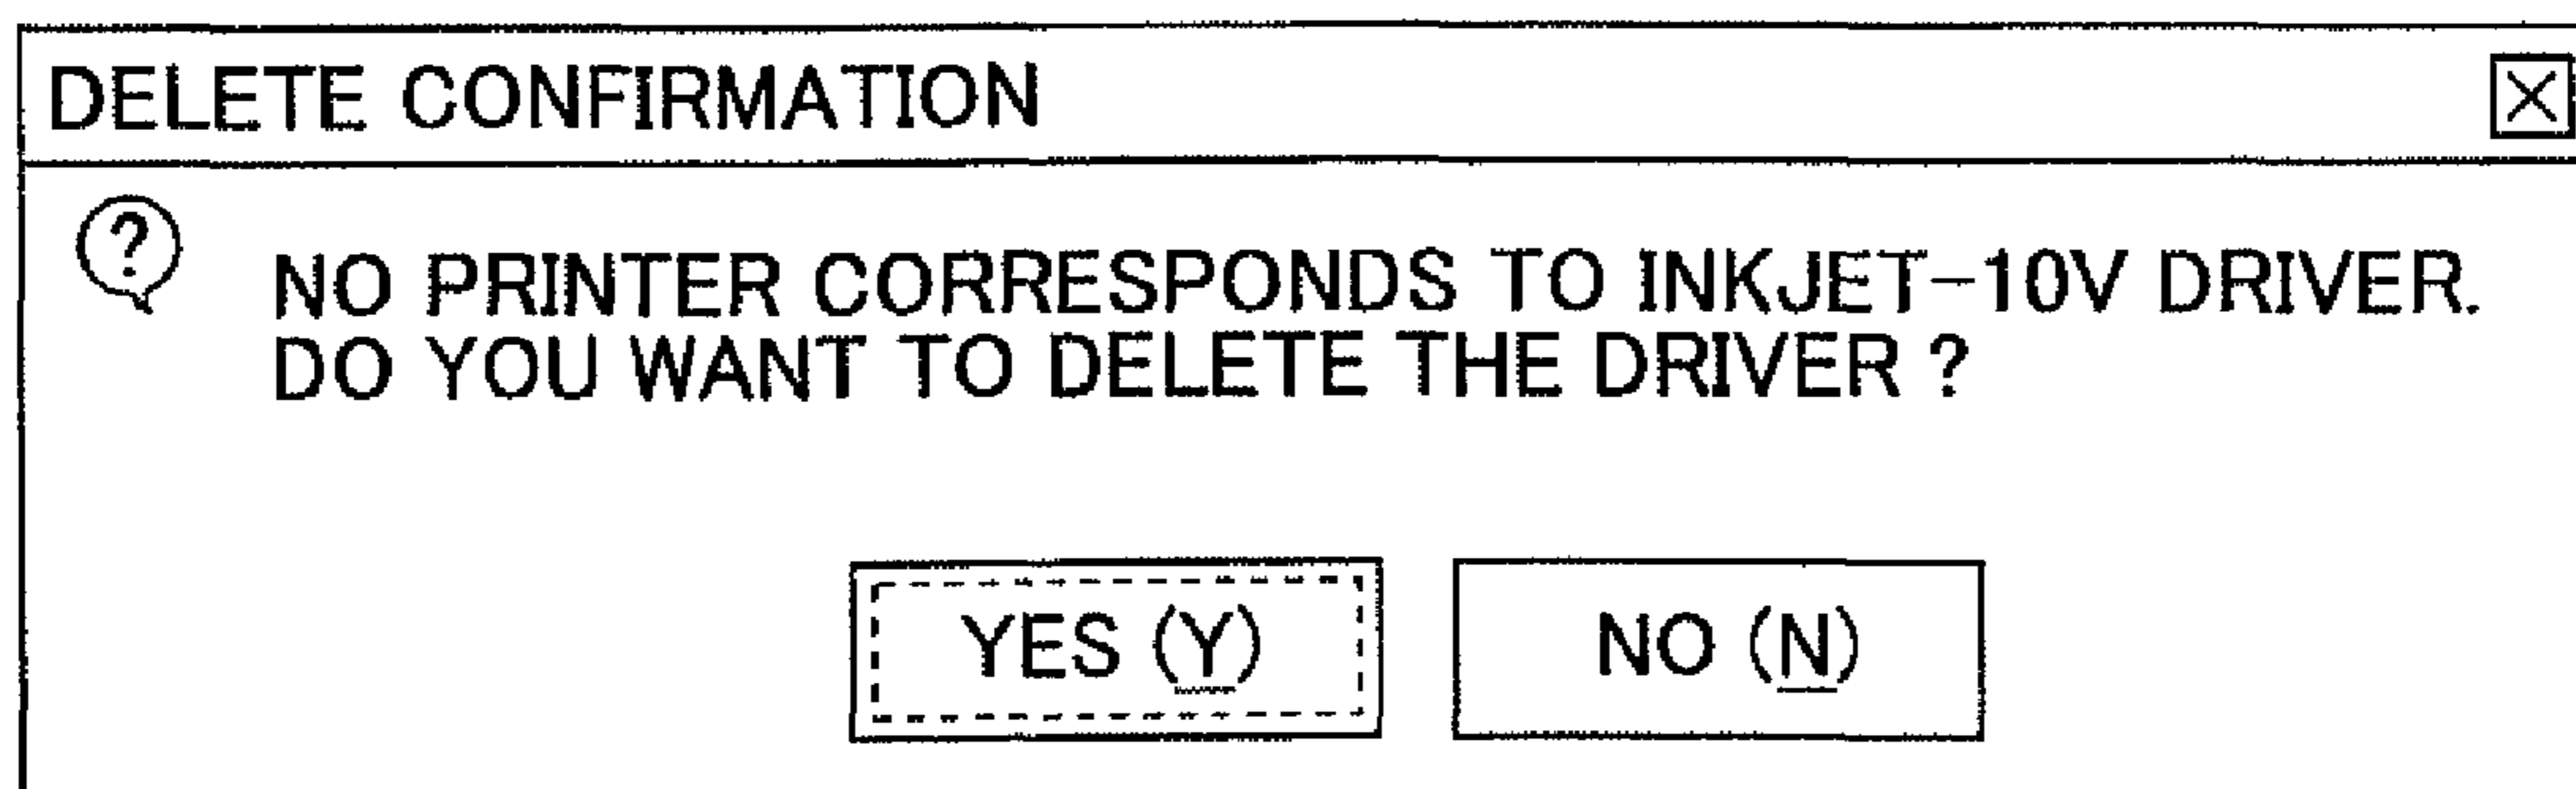 DELETE CONFIRMATION
?
NO PRINTER CORRESPONDS TO INKJET-10V DRIVER.
DO YOU WANT TO DELETE THE DRIVER ?
YES (Y) NO (N)